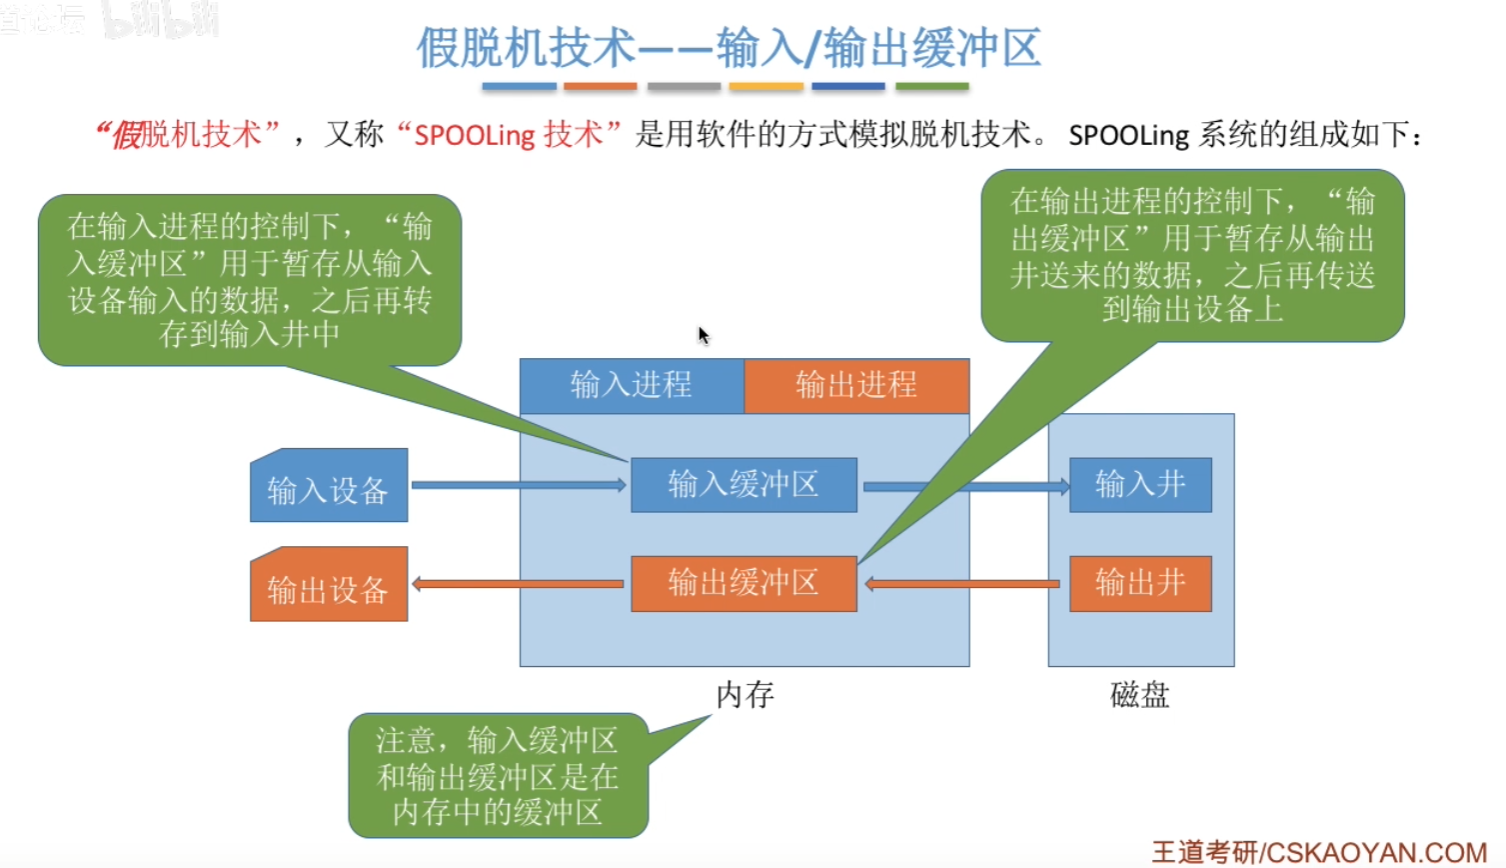 假脱机技术——输入/输出缓冲区
“假脱机技术”，又称“SPOOLing 技术”是用软件的方式模拟脱机技术。SPOOLing 系统的组成如下：
在输入进程的控制下，“输
入缓冲区”用于暂存从输入
设备输入的数据，之后再转
存到输入井中
在输出进程的控制下，“输
出缓冲区”用于暂存从输出
井送来的数据，之后再传送
到输出设备上
输入进程
输出进程
输入设备
输入缓冲区
输入井
输出设备
输出缓冲区
输出井
内存
磁盘
注意，输入缓冲区
和输出缓冲区是在
内存中的缓冲区
王道考研/CSKAOYAN.COM